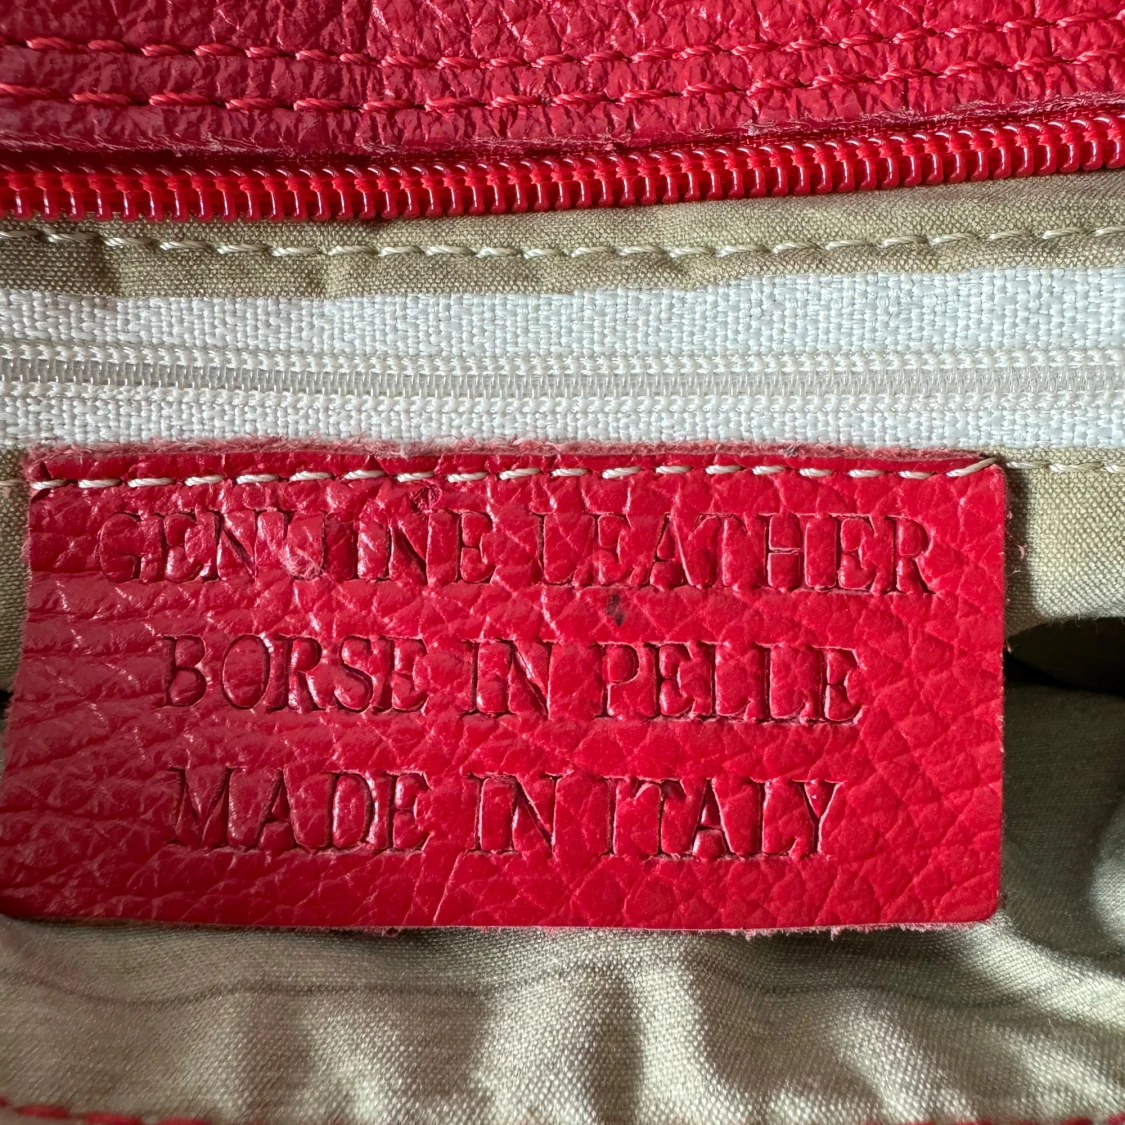 GENUINE LEATHER
BORSE IN PELLE
MADE IN ITALY